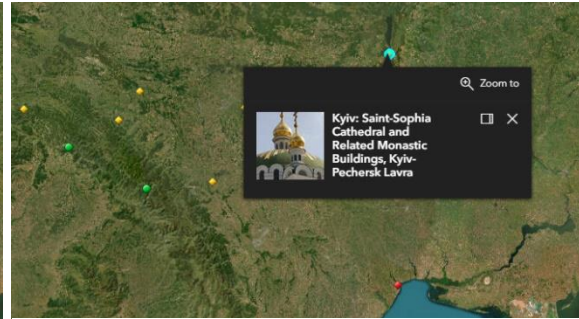 Zoom to
Kyiv: Saint-Sophia
Cathedral and
Related Monastic
Buildings, Kyiv-
Pechersk Lavra